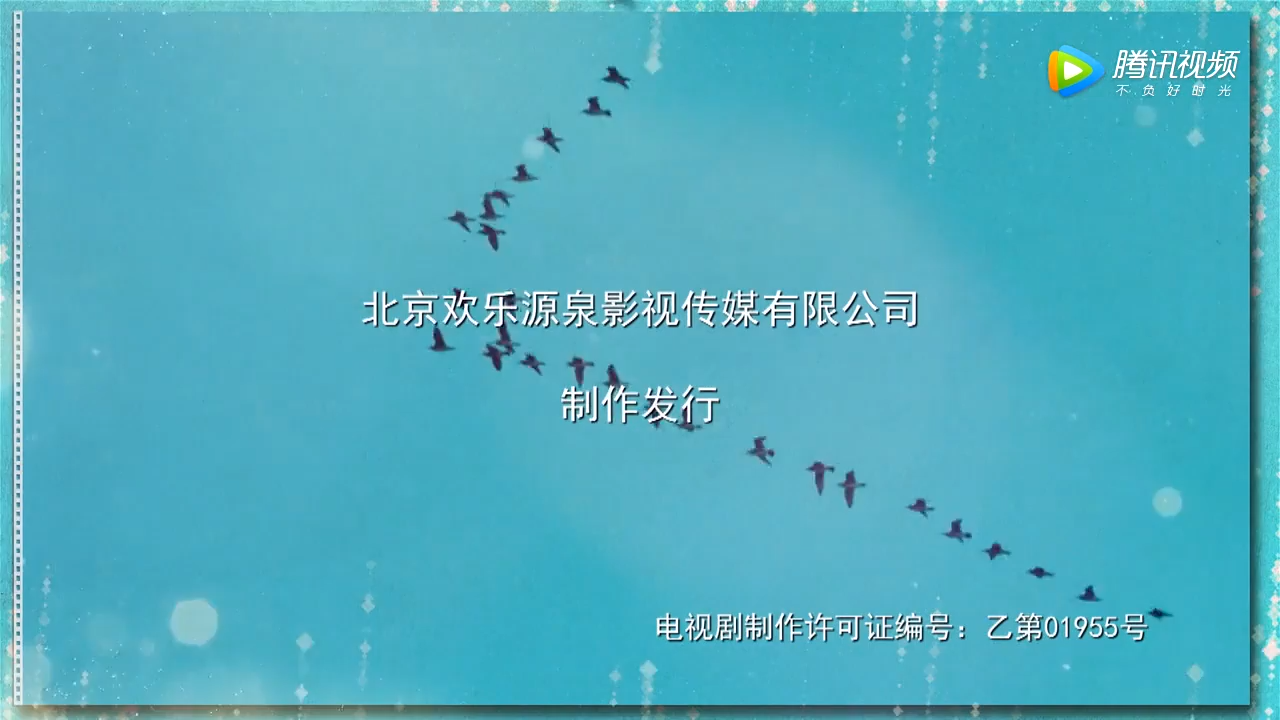 腾讯视频
不负好时光
北京欢乐源泉影视传媒有限公司
制作发行
电视剧制作许可证编号：乙第01955号